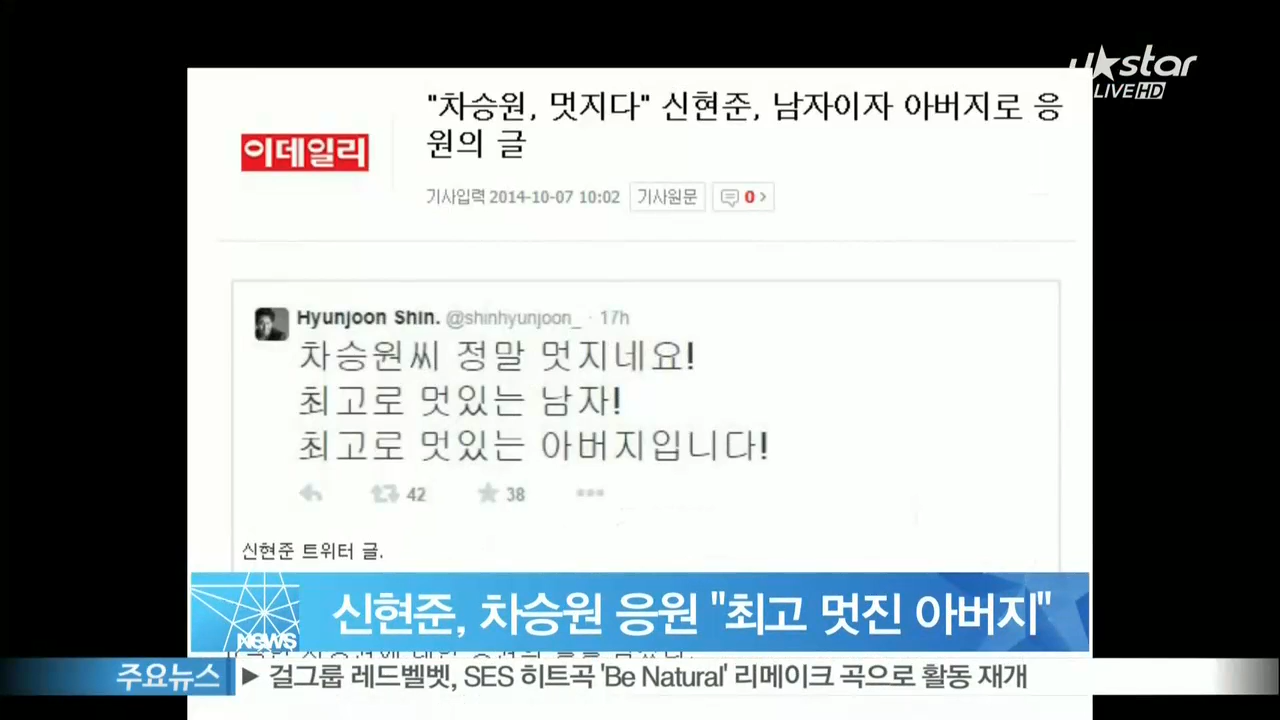 u★star
LIVE HD
"차승원, 멋지다" 신현준, 남자이자 아버지로 응
원의 글
이데일리
기사입력 2014-10-07 10:02 기사원문 0 >
Hyunjoon Shin. @shinhyunjoon_ · 17h
차승원씨 정말 멋지네요!
최고로 멋있는 남자!
최고로 멋있는 아버지입니다!
42 38
신현준 트위터 글.
NEWS
신현준, 차승원 응원 "최고 멋진 아버지"
주요뉴스 ▶ 걸그룹 레드벨벳, SES 히트곡 'Be Natural' 리메이크 곡으로 활동 재개